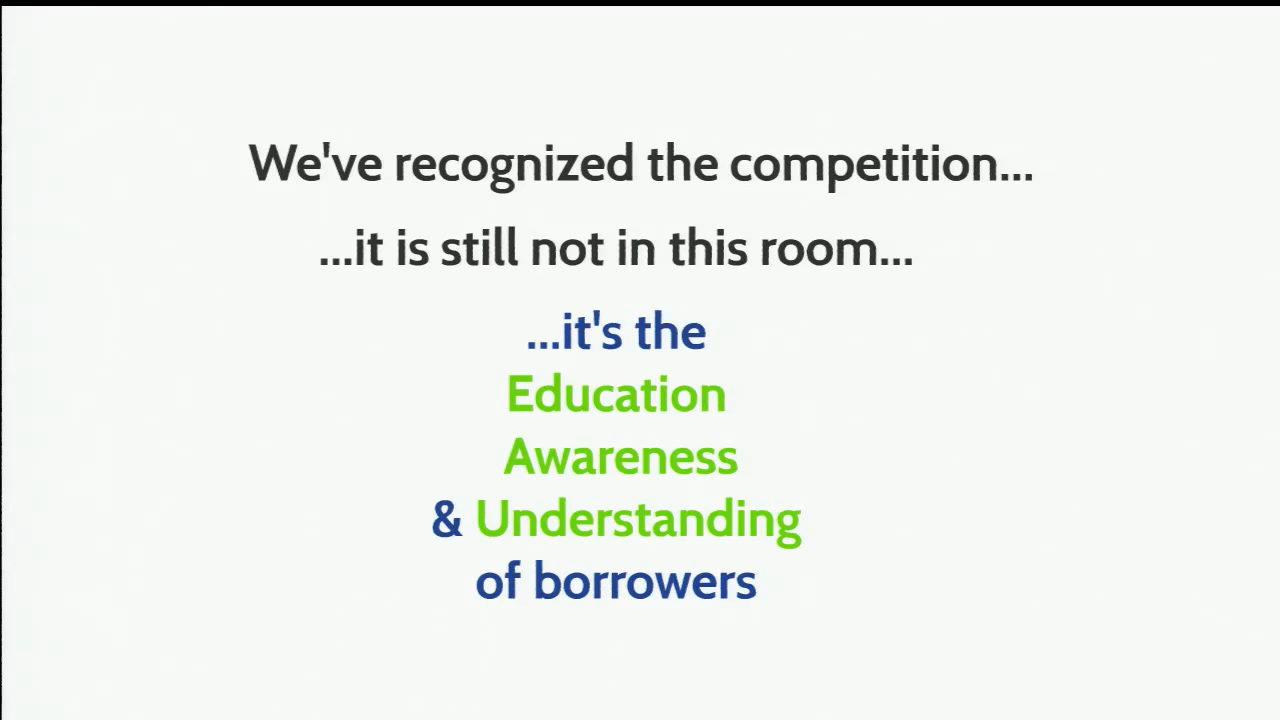 We've recognized the competition...
...it is still not in this room...
...it's the
Education
Awareness
& Understanding
of borrowers